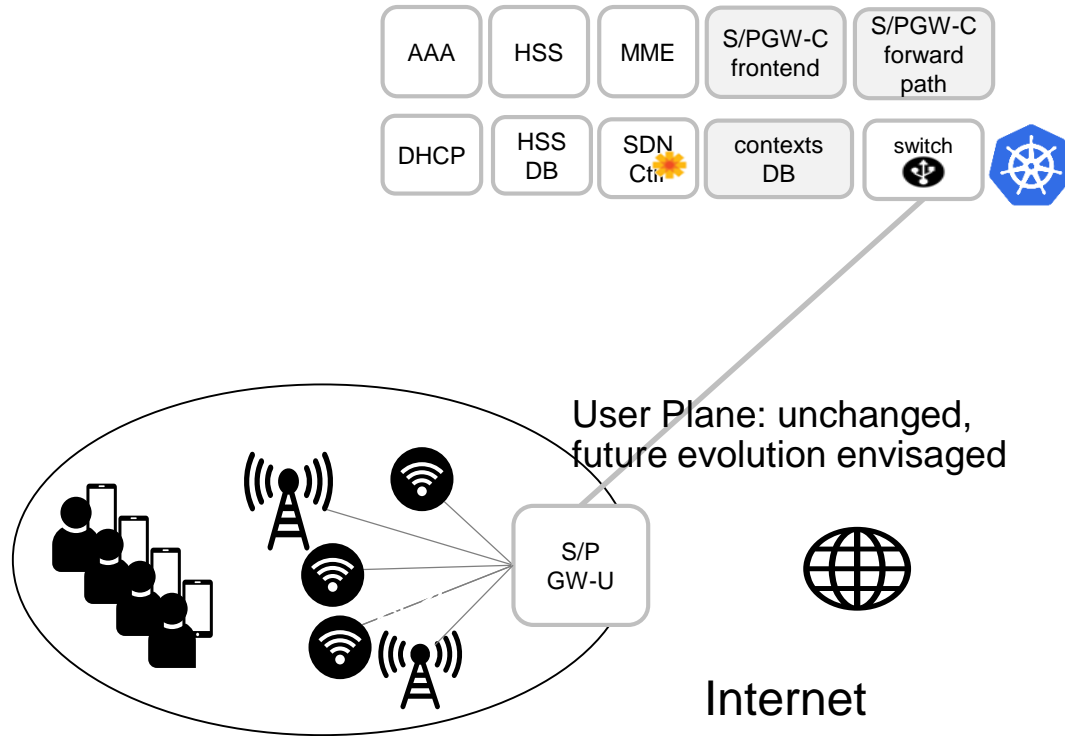 AAA
HSS
MME
S/PGW-C
frontend
S/PGW-C
forward
path
DHCP
HSS
DB
SDN
Ctlr
contexts
DB
switch
User Plane: unchanged,
future evolution envisaged
S/P
GW-U
Internet